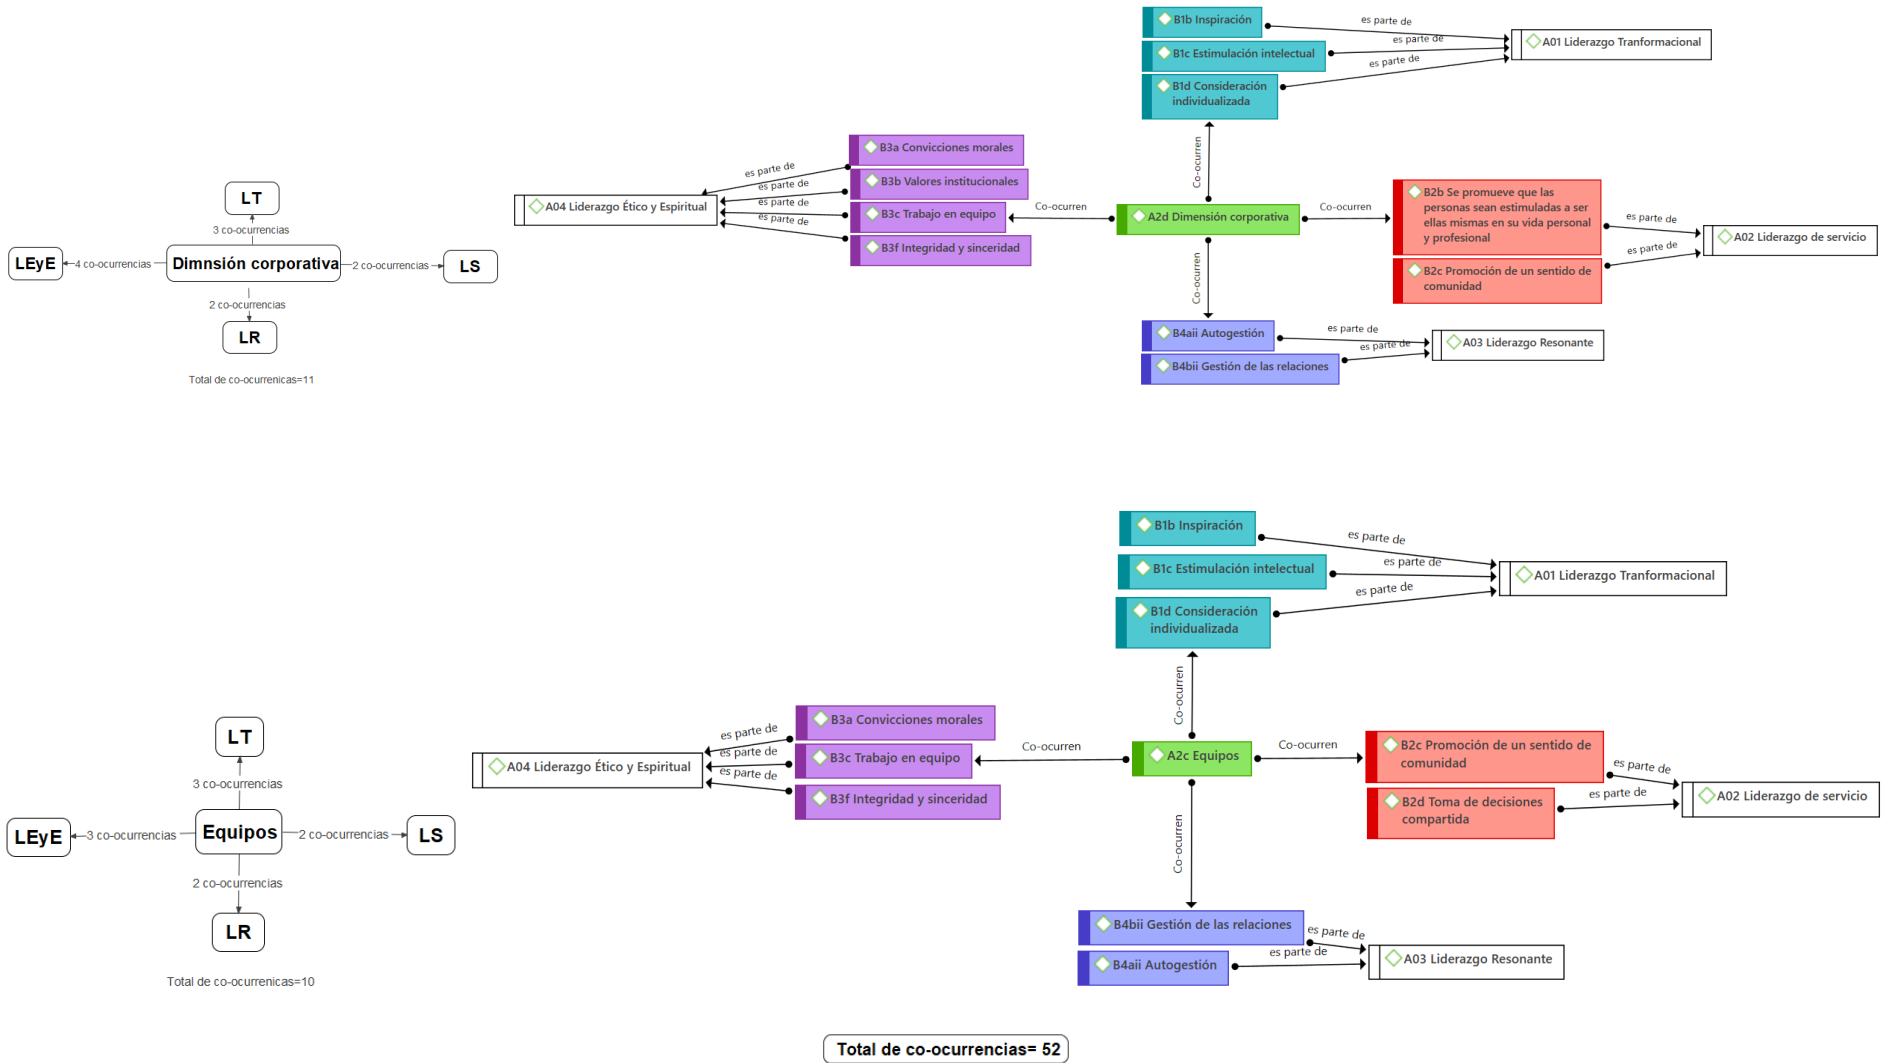 B1b Inspiración
es parte de
B1c Estimulación intelectual
es parte de
A01 Liderazgo Tranformacional
B1d Consideración
individualizada
es parte de
Co-ocurren
B3a Convicciones morales
es parte de
B3b Valores institucionales
es parte de
A04 Liderazgo Ético y Espiritual
B3c Trabajo en equipo
es parte de
B3f Integridad y sinceridad
es parte de
Co-ocurren
A2d Dimensión corporativa
Co-ocurren
B2b Se promueve que las
personas sean estimuladas a ser
ellas mismas en su vida personal
y profesional
es parte de
A02 Liderazgo de servicio
B2c Promoción de un sentido de
comunidad
es parte de
Co-ocurren
B4aii Autogestión
es parte de
A03 Liderazgo Resonante
B4bii Gestión de las relaciones
es parte de
LT
3 co-ocurrencias
LEyE
4 co-ocurrencias
Dimnsión corporativa
2 co-ocurrencias
LS
2 co-ocurrencias
LR
Total de co-ocurrenicas=11
B1b Inspiración
es parte de
B1c Estimulación intelectual
es parte de
A01 Liderazgo Tranformacional
B1d Consideración
individualizada
es parte de
Co-ocurren
B3a Convicciones morales
es parte de
A04 Liderazgo Ético y Espiritual
B3c Trabajo en equipo
es parte de
B3f Integridad y sinceridad
es parte de
Co-ocurren
A2c Equipos
Co-ocurren
B2c Promoción de un sentido de
comunidad
es parte de
A02 Liderazgo de servicio
B2d Toma de decisiones
compartida
es parte de
Co-ocurren
B4bii Gestión de las relaciones
es parte de
B4aii Autogestión
es parte de
A03 Liderazgo Resonante
LT
3 co-ocurrencias
LEyE
3 co-ocurrencias
Equipos
2 co-ocurrencias
LS
2 co-ocurrencias
LR
Total de co-ocurrenicas=10
Total de co-ocurrencias= 52